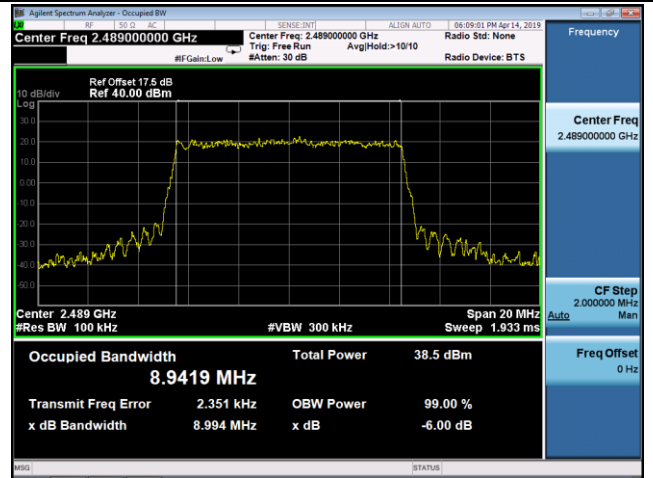 Agilent Spectrum Analyzer - Occupied BW
RF 50 Ω AC SENSE:INT ALIGN AUTO 06:09:01 PM Apr 14, 2019
Center Freq 2.489000000 GHz Center Freq: 2.489000000 GHz Radio Std: None
Trig: Free Run Avg|Hold:>10/10
#IFGain:Low #Atten: 30 dB Radio Device: BTS
Frequency
Ref Offset 17.5 dB
10 dB/div Ref 40.00 dBm
Log
30.0
20.0
10.0
0.00
-10.0
-20.0
-30.0
-40.0
-50.0
Center 2.489 GHz Span 20 MHz
#Res BW 100 kHz #VBW 300 kHz Sweep 1.933 ms
Occupied Bandwidth Total Power 38.5 dBm
8.9419 MHz
Transmit Freq Error 2.351 kHz OBW Power 99.00 %
x dB Bandwidth 8.994 MHz x dB -6.00 dB
Center Freq
2.489000000 GHz
CF Step
2.000000 MHz
Auto Man
Freq Offset
0 Hz
MSG STATUS